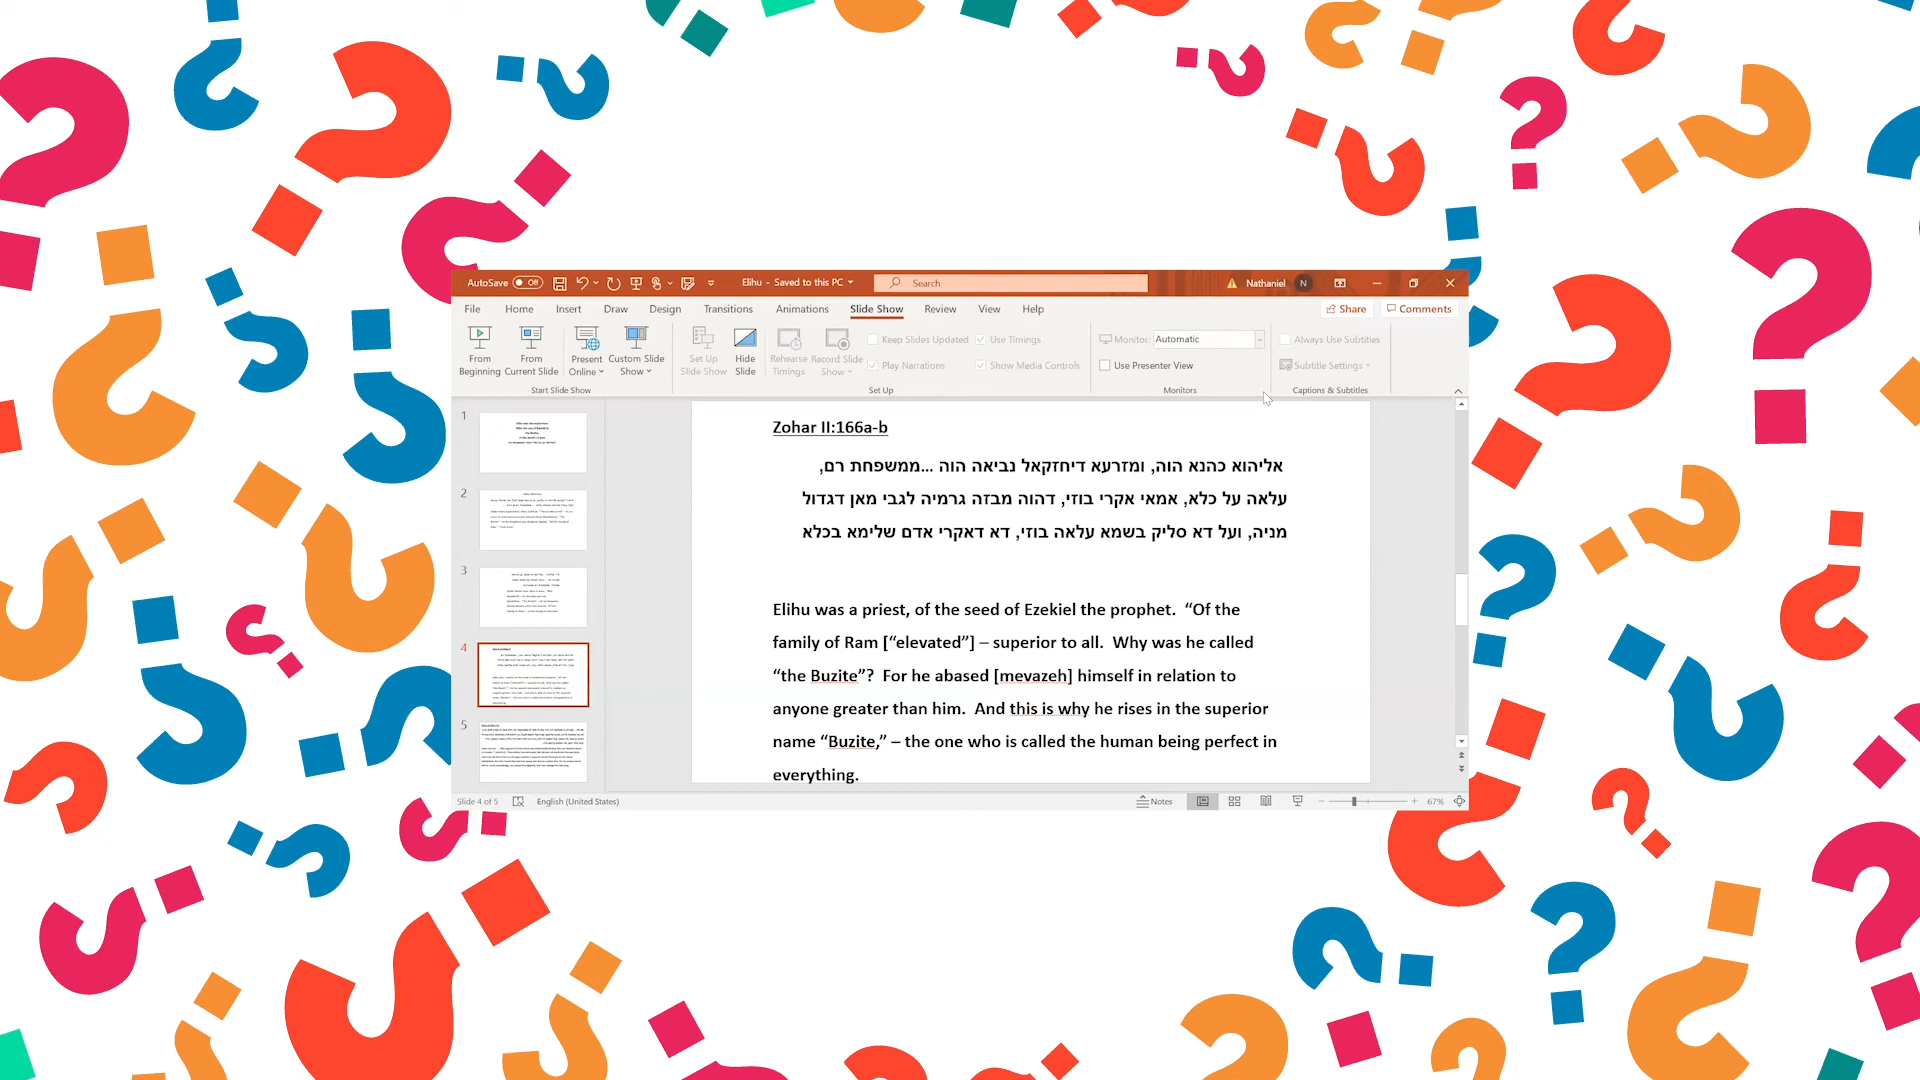 AutoSave Off Elihu - Saved to this PC Search Nathaniel N
File Home Insert Draw Design Transitions Animations Slide Show Review View Help Share Comments
From Beginning
From Current Slide
Present Online
Custom Slide Show
Set Up Slide Show
Hide Slide
Rehearse Timings
Record Slide Show
Keep Slides Updated
Play Narrations
Use Timings
Show Media Controls
Monitor: Automatic
Use Presenter View
Always Use Subtitles
Subtitle Settings
Start Slide Show Set Up Monitors Captions & Subtitles
1
2
3
4
5
Zohar II:166a-b
אליהוא כהנא הוה, ומזרעא דיחזקאל נביאה הוה ...ממשפחת רם,
עלאה על כלא, אמאי אקרי בוזי, דהוה מבזה גרמיה לגבי מאן דגדול
מניה, ועל דא סליק בשמא עלאה בוזי, דא דאקרי אדם שלימא בכלא
Elihu was a priest, of the seed of Ezekiel the prophet. “Of the
family of Ram [“elevated”] – superior to all. Why was he called
“the Buzite”? For he abased [mevazeh] himself in relation to
anyone greater than him. And this is why he rises in the superior
name “Buzite,” – the one who is called the human being perfect in
everything.
Slide 4 of 5 English (United States) Notes 67%